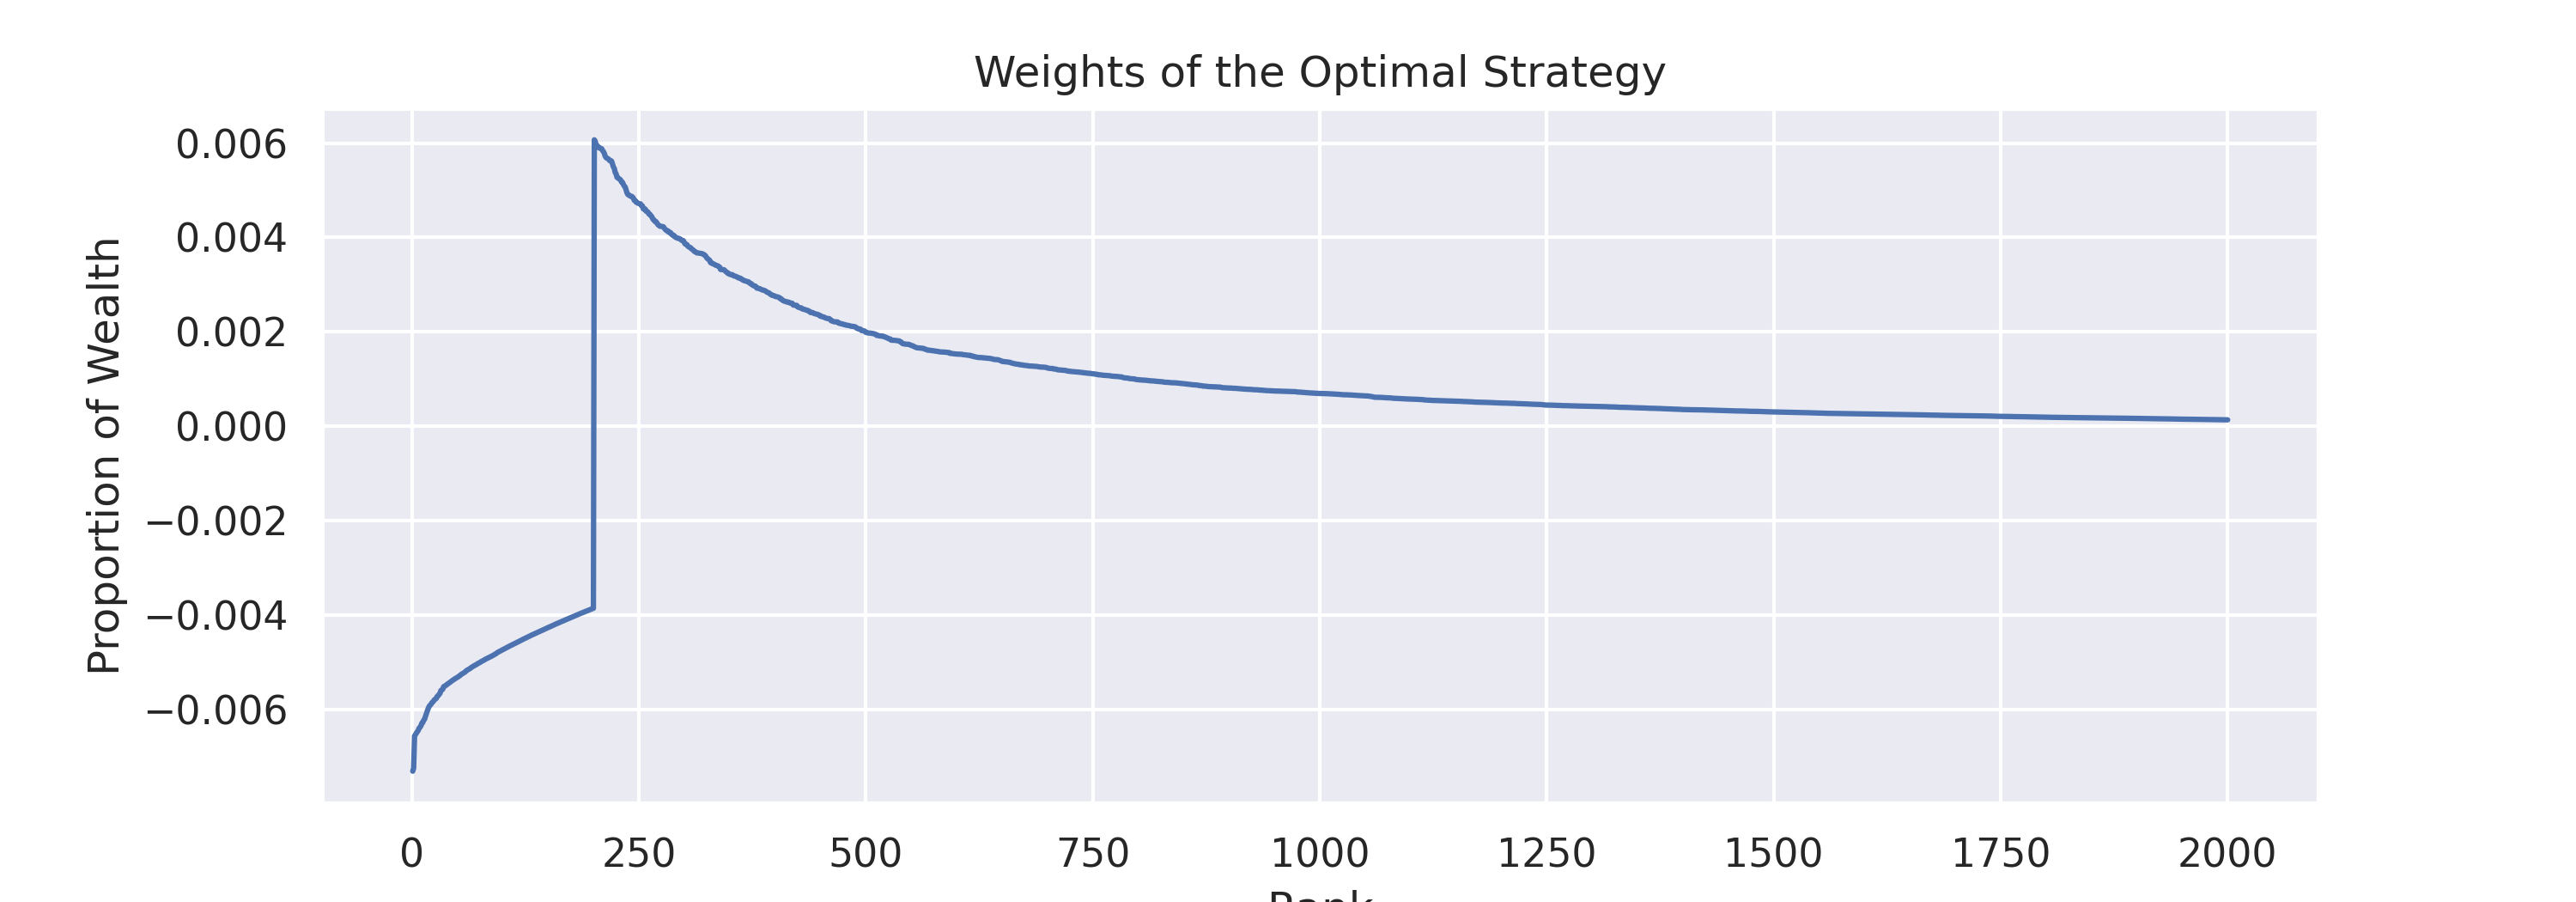 Weights of the Optimal Strategy
Proportion of Wealth
0.006
0.004
0.002
0.000
−0.002
−0.004
−0.006
0 250 500 750 1000 1250 1500 1750 2000
Rank